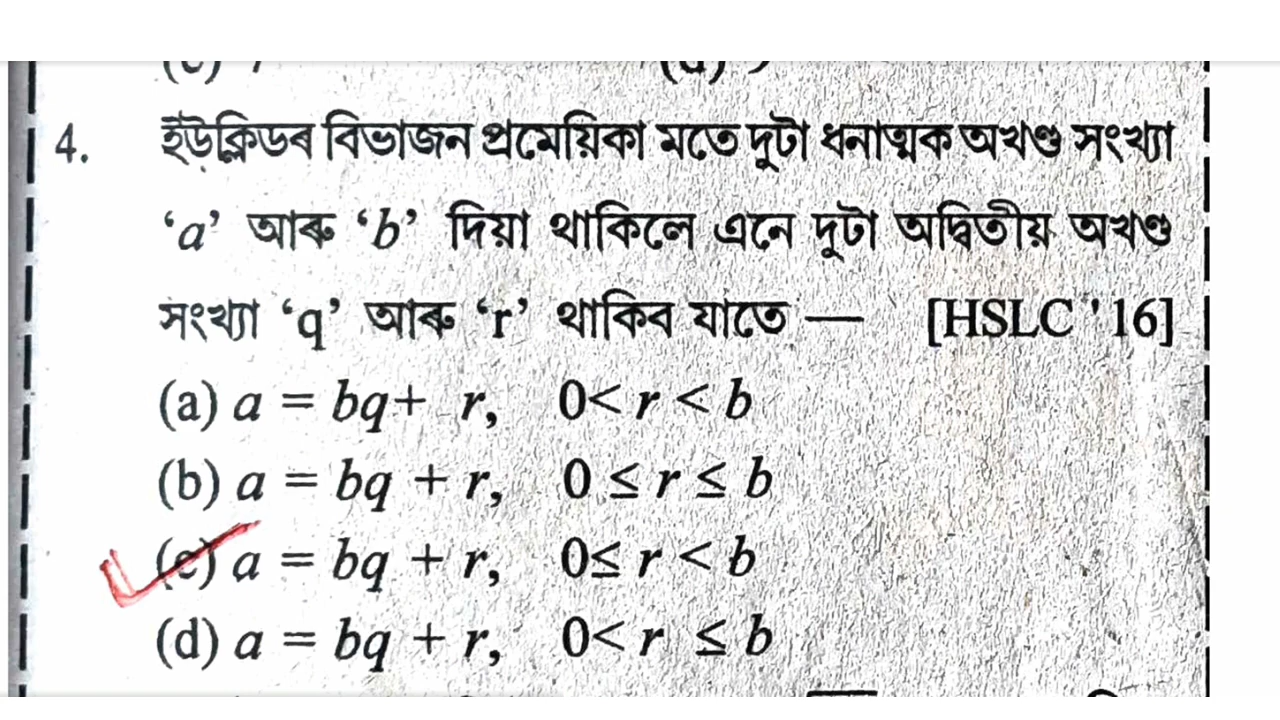 4. ইউক্লিডৰ বিভাজন প্ৰমেয়িকা মতে দুটা ধনাত্মক অখণ্ড সংখ্যা
‘a’ আৰু ‘b’ দিয়া থাকিলে এনে দুটা অদ্বিতীয় অখণ্ড
সংখ্যা ‘q’ আৰু ‘r’ থাকিব যাতে — [HSLC ’16]
(a) a = bq+ r, 0< r < b
(b) a = bq + r, 0 ≤ r ≤ b
(c) a = bq + r, 0≤ r < b
(d) a = bq + r, 0< r ≤ b